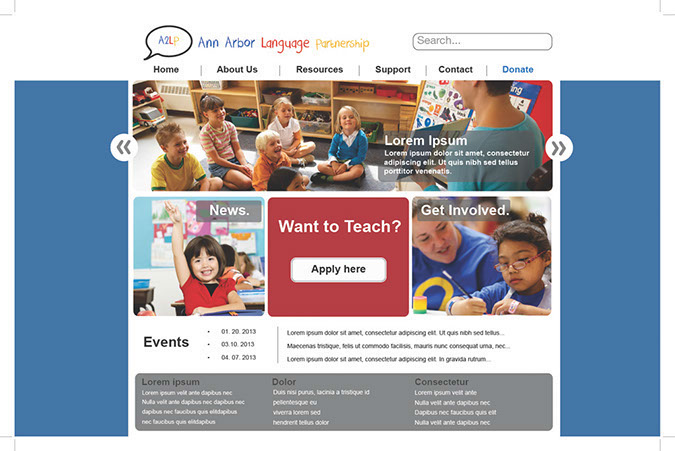 A2LP Ann Arbor Language Partnership
Search...
Home | About Us | Resources | Support | Contact | Donate
Lorem Ipsum
Lorem ipsum dolor sit amet, consectetur
adipiscing elit. Ut quis nibh sed tellus
porttitor venenatis.
News.
Want to Teach?
Apply here
Get Involved.
Events
• 01. 20. 2013
• 03.10. 2013
• 04. 07. 2013
Lorem ipsum dolor sit amet, consectetur adipiscing elit. Ut quis nibh sed tellus...
Maecenas tristique, felis ut commodo facilisis, mauris nunc consequat urna, nec...
Lorem ipsum dolor sit amet, consectetur adipiscing elit. In gravida rutrum...
Lorem ipsum
Lorem ipsum velit ante dapibus nec
Nulla velit ante dapibus nec dapibus nec
dapibus nec faucibus quis elitdapibus
nec faucibus quis elitdapibus
Dolor
Duis nisi purus, lacinia a tristique id
pellentesque eu
viverra lorem sed
hendrerit tellus dolor
Consectetur
Lorem ipsum velit ante
Nulla velit ante dapibus nec
Dapibus nec faucibus quis elit
Nulla velit ante dapibus nec